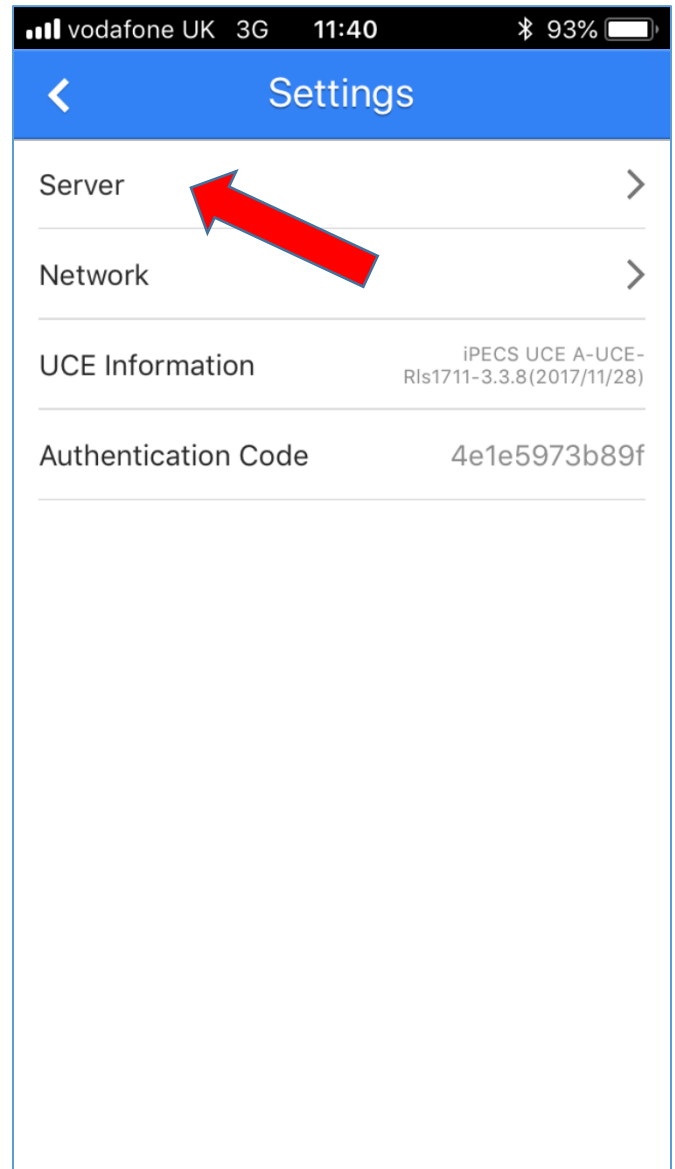 vodafone UK 3G 11:40 93%
Settings
Server
Network
UCE Information
iPECS UCE A-UCE-
Rls1711-3.3.8(2017/11/28)
Authentication Code 4e1e5973b89f